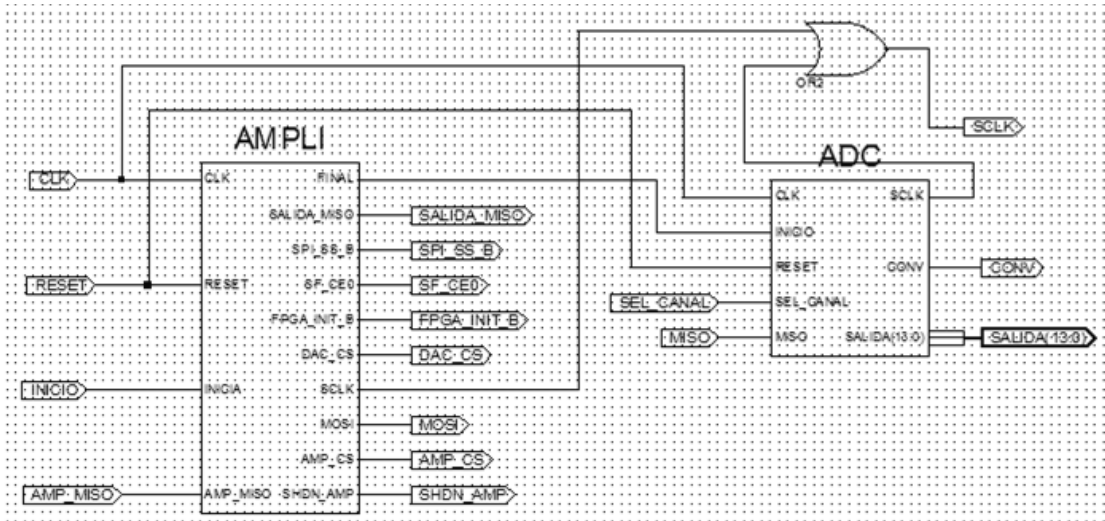 OR2
SCLK
AMPLI
ADC
CLK
CLK
FINAL
CLK
SCLK
SALIDA_MISO
SALIDA_MISO
INICIO
SPI_SS_B
SPI_SS_B
RESET
CONV
CONV
RESET
RESET
SF_CE0
SF_CE0
SEL_CANAL
SEL_CANAL
FPGA_INIT_B
FPGA_INIT_B
MISO
MISO
SALIDA(13:0)
SALIDA(13:0)
DAC_CS
DAC_CS
INICIO
INICIA
SCLK
MOSI
MOSI
AMP_CS
AMP_CS
AMP_MISO
AMP_MISO
SHDN_AMP
SHDN_AMP